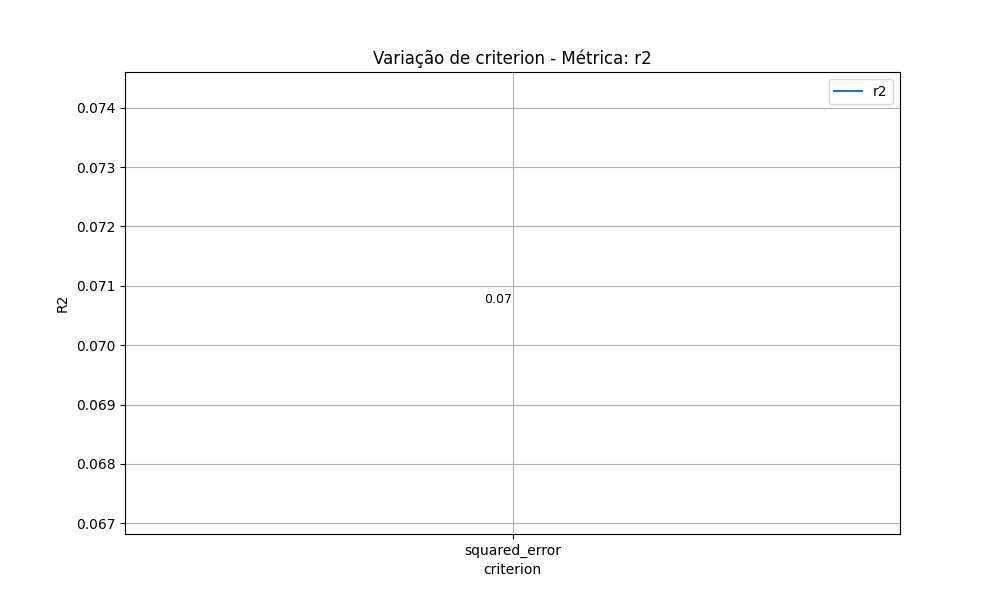 Variação de criterion - Métrica: r2
r2
0.074
0.073
0.072
0.071
0.070
0.069
0.068
0.067
R2
0.07
squared_error
criterion